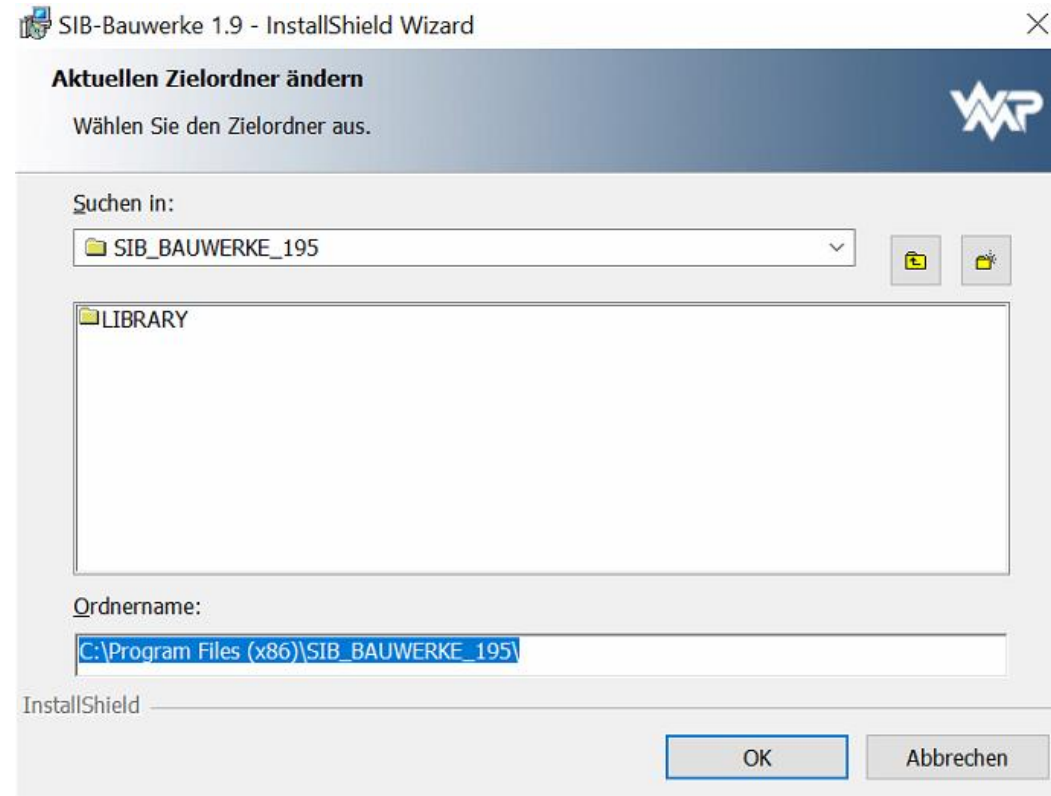 SIB-Bauwerke 1.9 - InstallShield Wizard
Aktuellen Zielordner ändern
Wählen Sie den Zielordner aus.
WMP
Suchen in:
SIB_BAUWERKE_195
LIBRARY
Ordnername:
C:\Program Files (x86)\SIB_BAUWERKE_195\
InstallShield
OK
Abbrechen